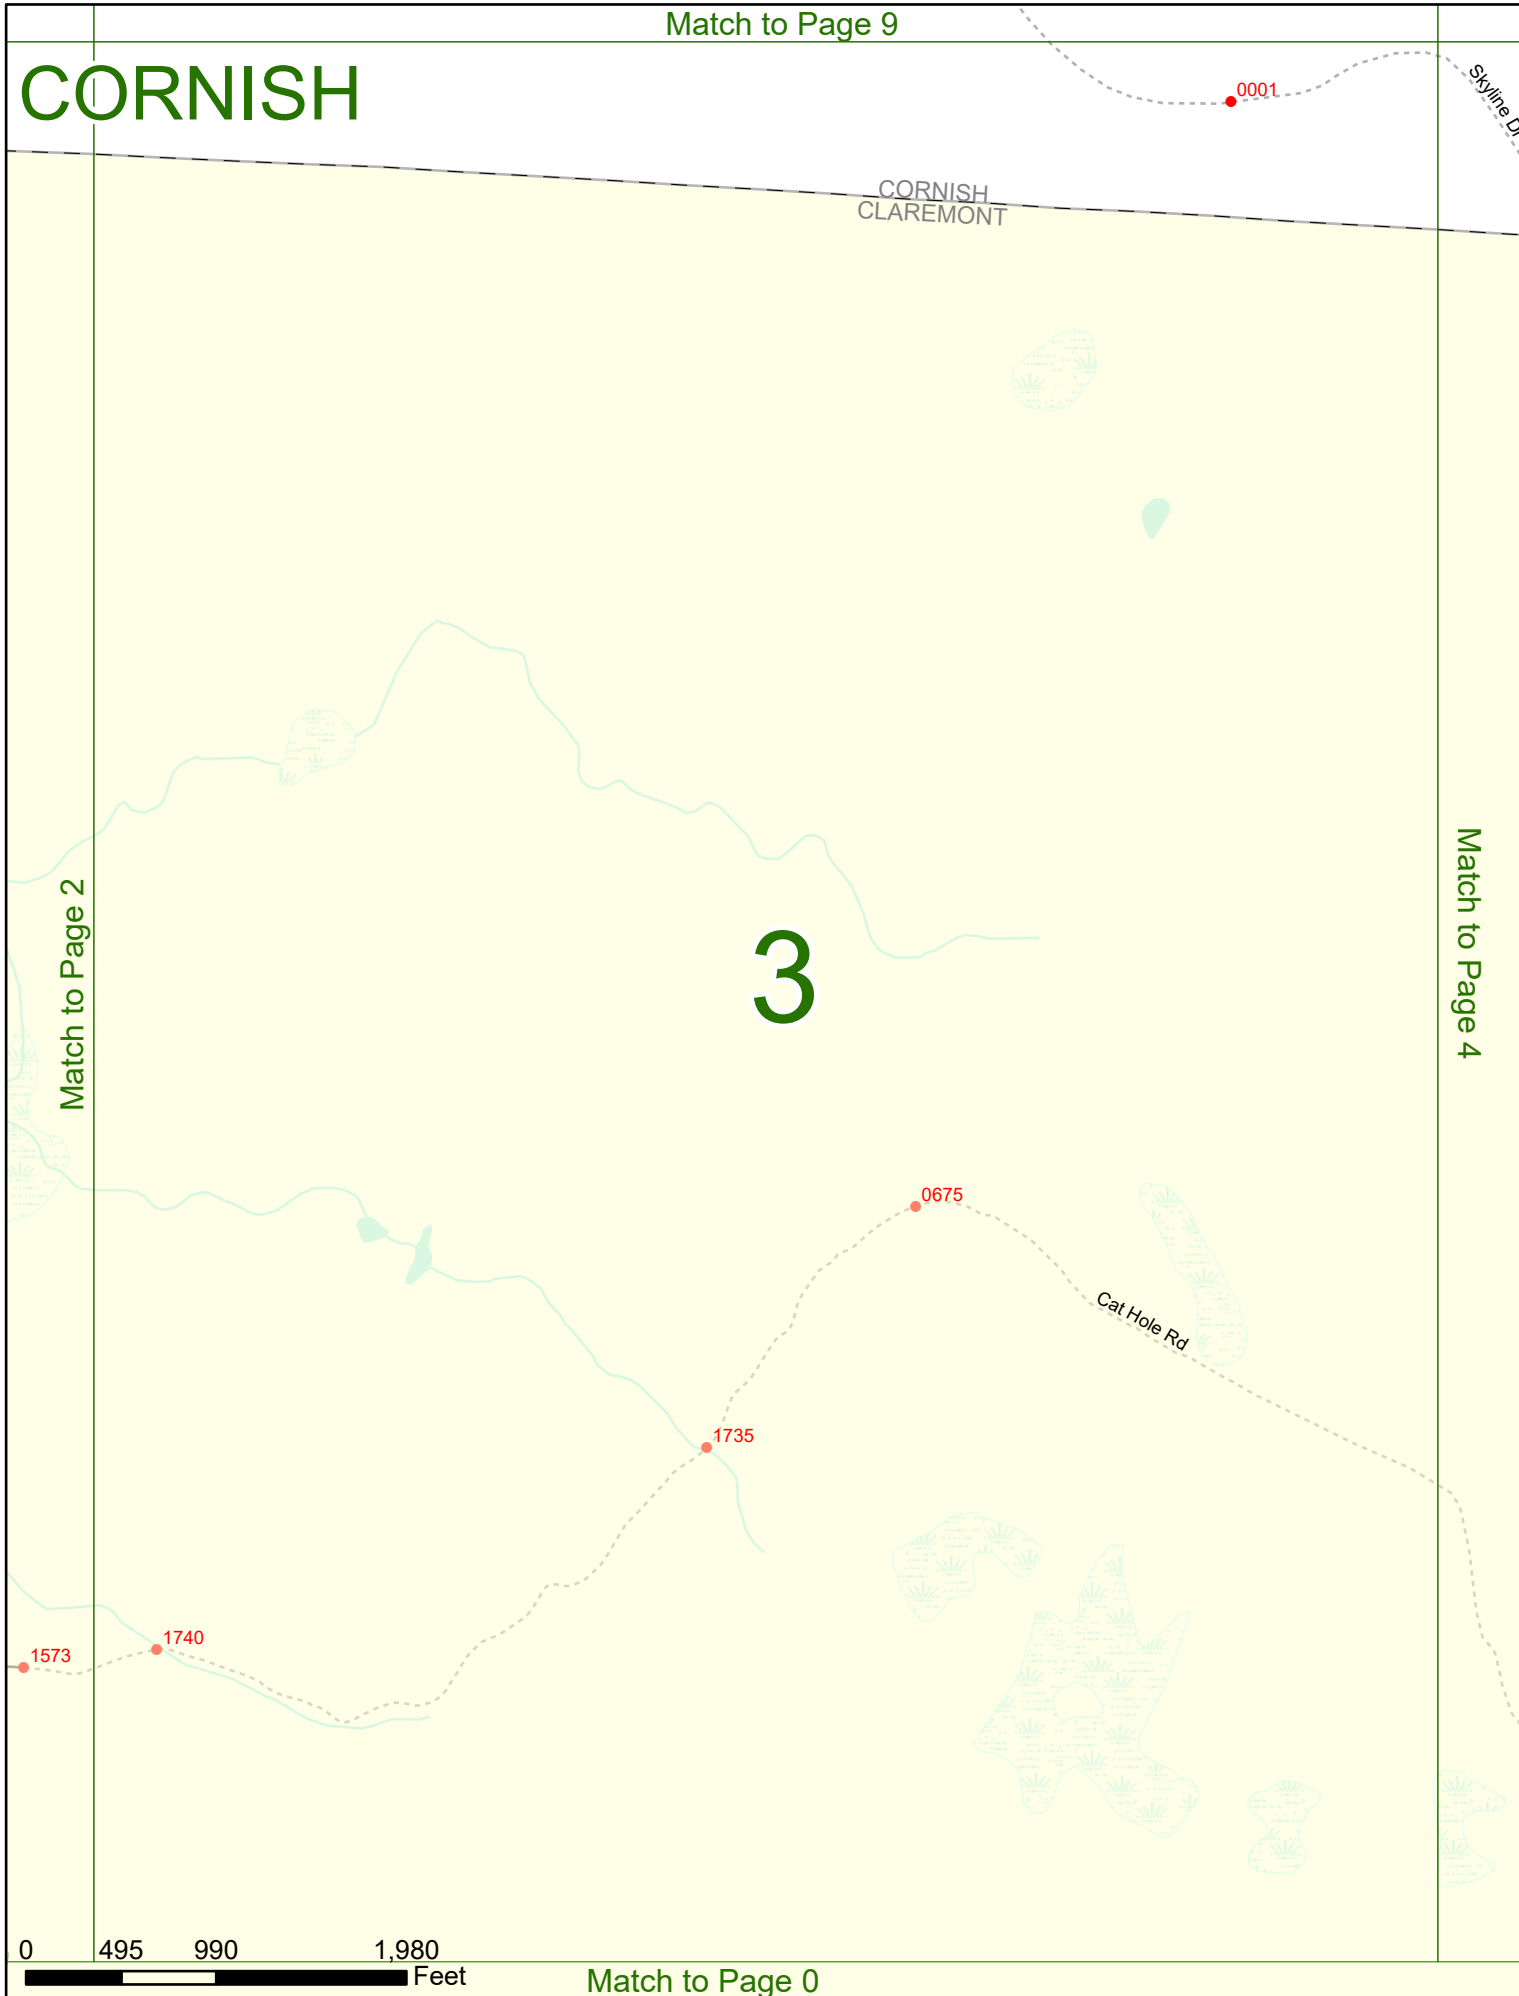 Match to Page 9
CORNISH
0001
Skyline Dr
CORNISH
CLAREMONT
Match to Page 2
3
Match to Page 4
0675
Cat Hole Rd
1735
1740
1573
0 495 990 1,980
Feet
Match to Page 0